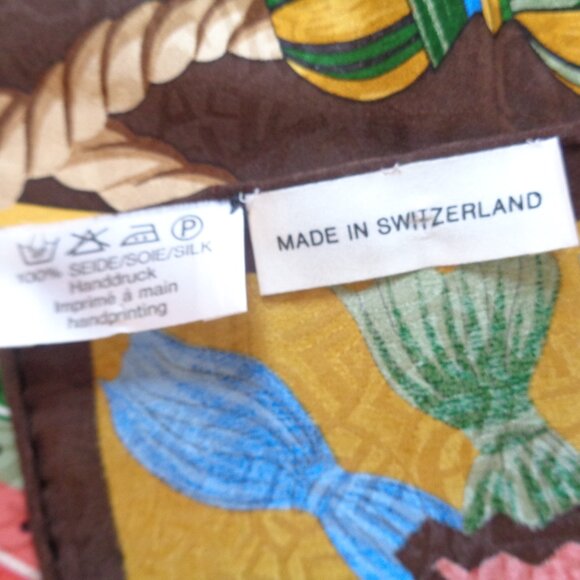 100% SEIDE/SOIE/SILK
Handdruck
Imprimé à main
handprinting
MADE IN SWITZERLAND